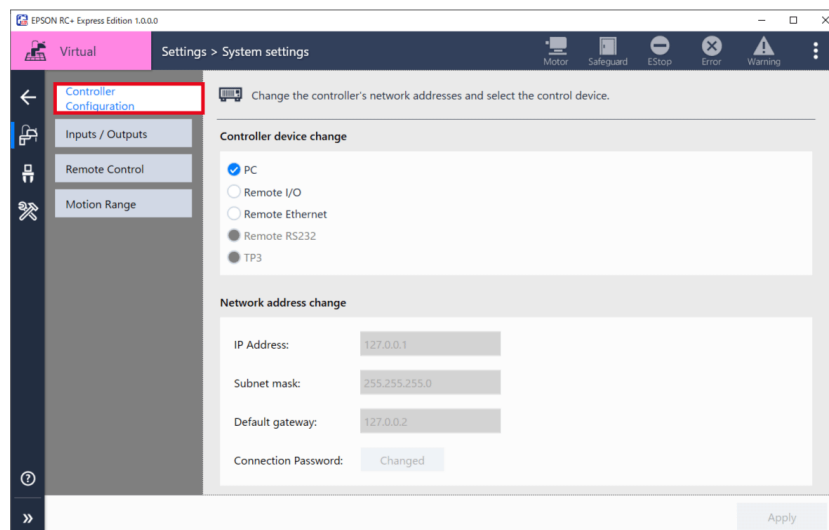 EPSON RC+ Express Edition 1.0.0.0
Virtual
Settings > System settings
Motor
Safeguard
EStop
Error
Warning
Controller
Configuration
Inputs / Outputs
Remote Control
Motion Range
Change the controller's network addresses and select the control device.
Controller device change
PC
Remote I/O
Remote Ethernet
Remote RS232
TP3
Network address change
IP Address:
127.0.0.1
Subnet mask:
255.255.255.0
Default gateway:
127.0.0.2
Connection Password:
Changed
Apply